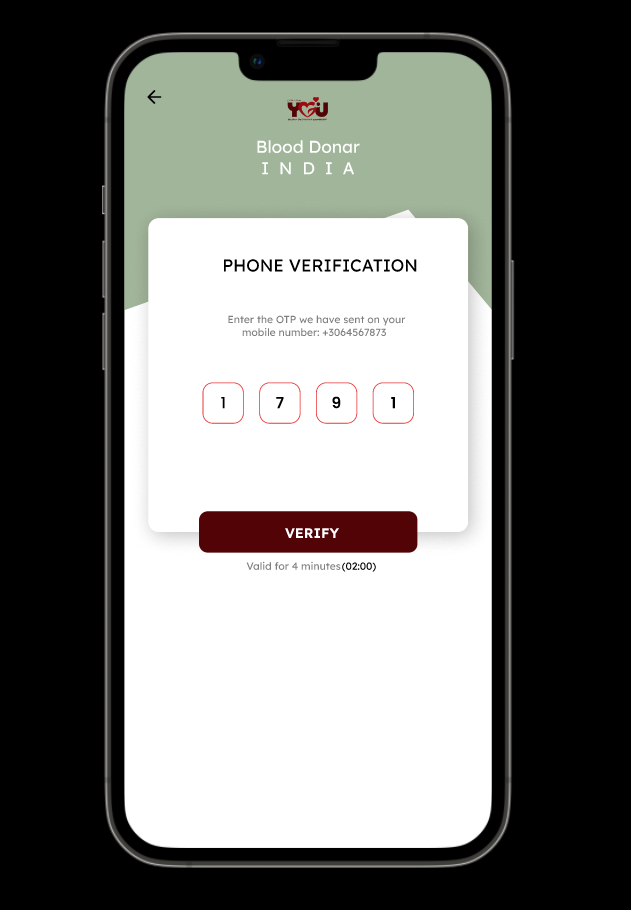 YOU
Blood Donar
INDIA
PHONE VERIFICATION
Enter the OTP we have sent on your
mobile number: +3064567873
1 7 9 1
VERIFY
Valid for 4 minutes(02:00)